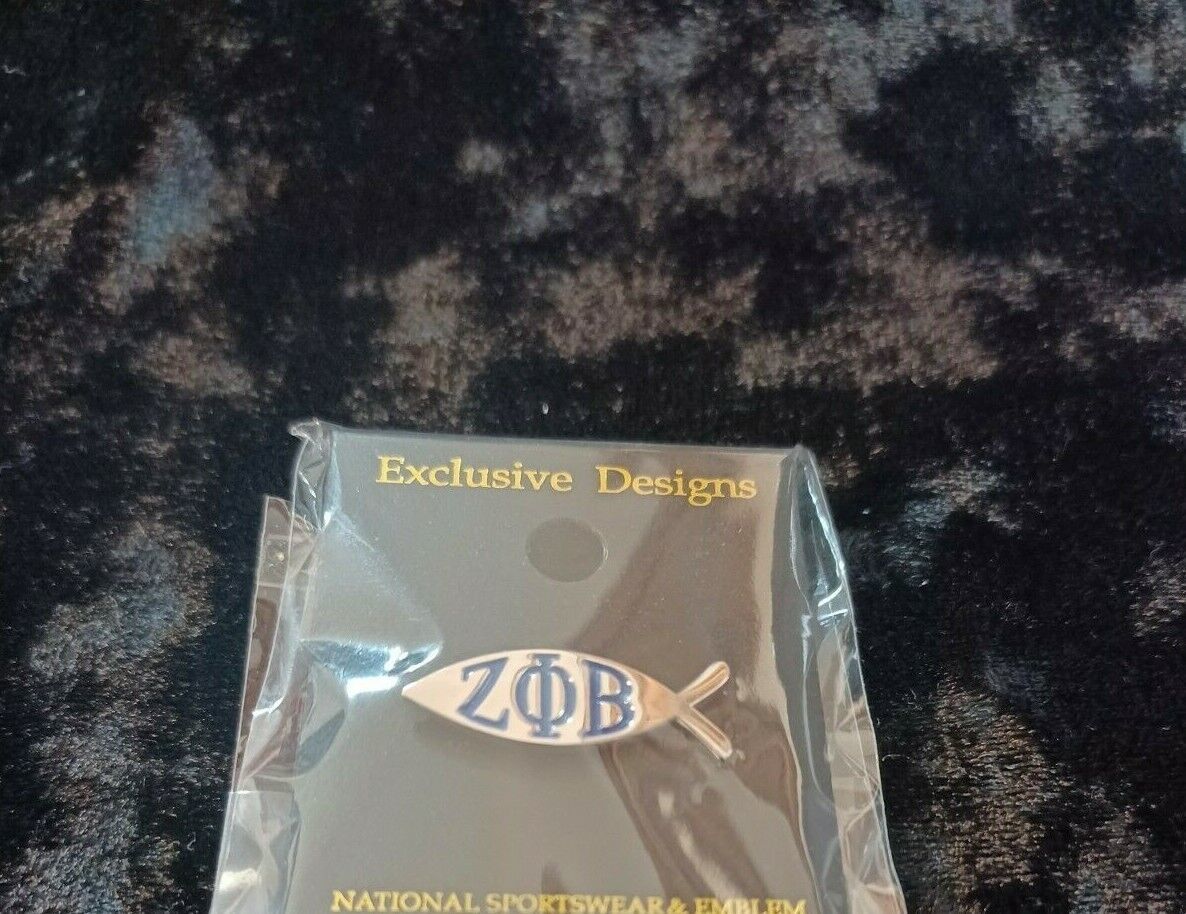 Exclusive Designs
ΖΦΒ
NATIONAL SPORTSWEAR & EMBLEM